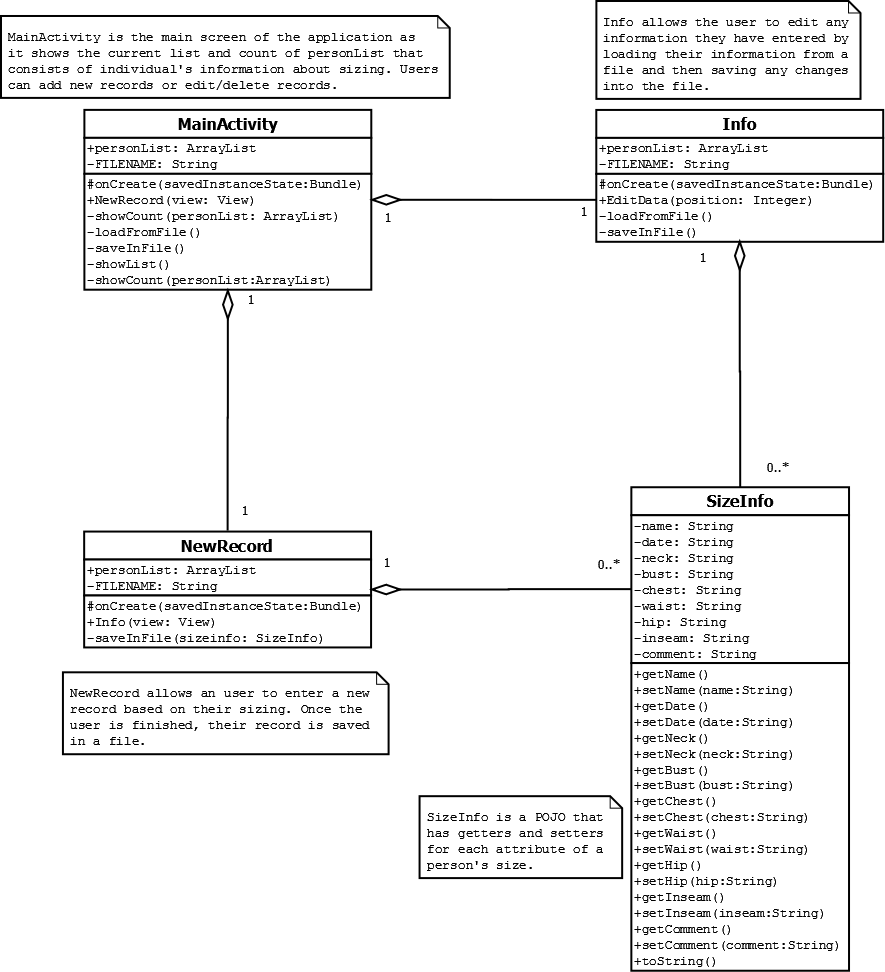 MainActivity is the main screen of the application as
it shows the current list and count of personList that
consists of individual's information about sizing. Users
can add new records or edit/delete records.
Info allows the user to edit any
information they have entered by
loading their information from a
file and then saving any changes
into the file.
MainActivity
+personList: ArrayList
-FILENAME: String
#onCreate(savedInstanceState:Bundle)
+NewRecord(view: View)
-showCount(personList: ArrayList)
-loadFromFile()
-saveInFile()
-showList()
-showCount(personList:ArrayList)
1
1
Info
+personList: ArrayList
-FILENAME: String
#onCreate(savedInstanceState:Bundle)
+EditData(position: Integer)
-loadFromFile()
-saveInFile()
1
1
0..*
1
NewRecord
+personList: ArrayList
-FILENAME: String
#onCreate(savedInstanceState:Bundle)
+Info(view: View)
-saveInFile(sizeinfo: SizeInfo)
1
0..*
NewRecord allows an user to enter a new
record based on their sizing. Once the
user is finished, their record is saved
in a file.
SizeInfo
-name: String
-date: String
-neck: String
-bust: String
-chest: String
-waist: String
-hip: String
-inseam: String
-comment: String
+getName()
+setName(name:String)
+getDate()
+setDate(date:String)
+getNeck()
+setNeck(neck:String)
+getBust()
+setBust(bust:String)
+getChest()
+setChest(chest:String)
+getWaist()
+setWaist(waist:String)
+getHip()
+setHip(hip:String)
+getInseam()
+setInseam(inseam:String)
+getComment()
+setComment(comment:String)
+toString()
SizeInfo is a POJO that
has getters and setters
for each attribute of a
person's size.